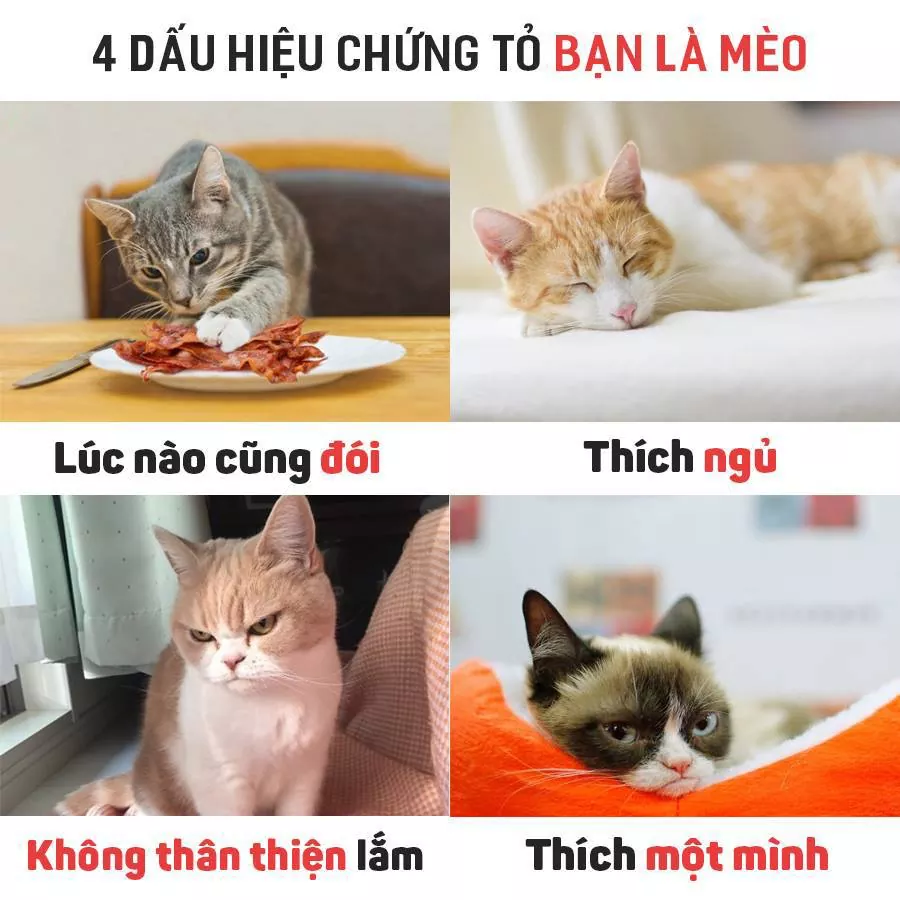 4 DẤU HIỆU CHỨNG TỎ BẠN LÀ MÈO
Lúc nào cũng đói
Thích ngủ
Không thân thiện lắm
Thích một mình